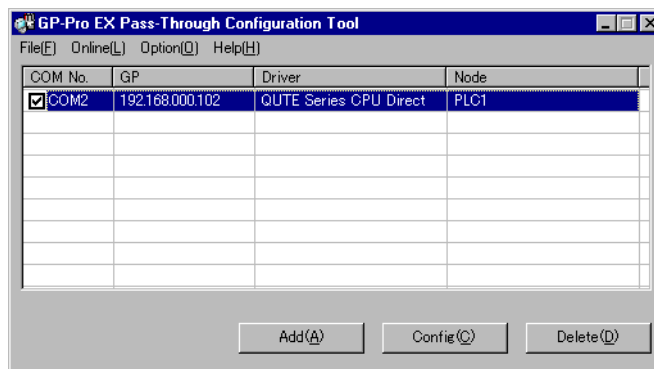 GP-Pro EX Pass-Through Configuration Tool
File(F) Online(L) Option(O) Help(H)
COM No. GP Driver Node
COM2 192.168.000.102 QUTE Series CPU Direct PLC1
Add(A) Config(C) Delete(D)